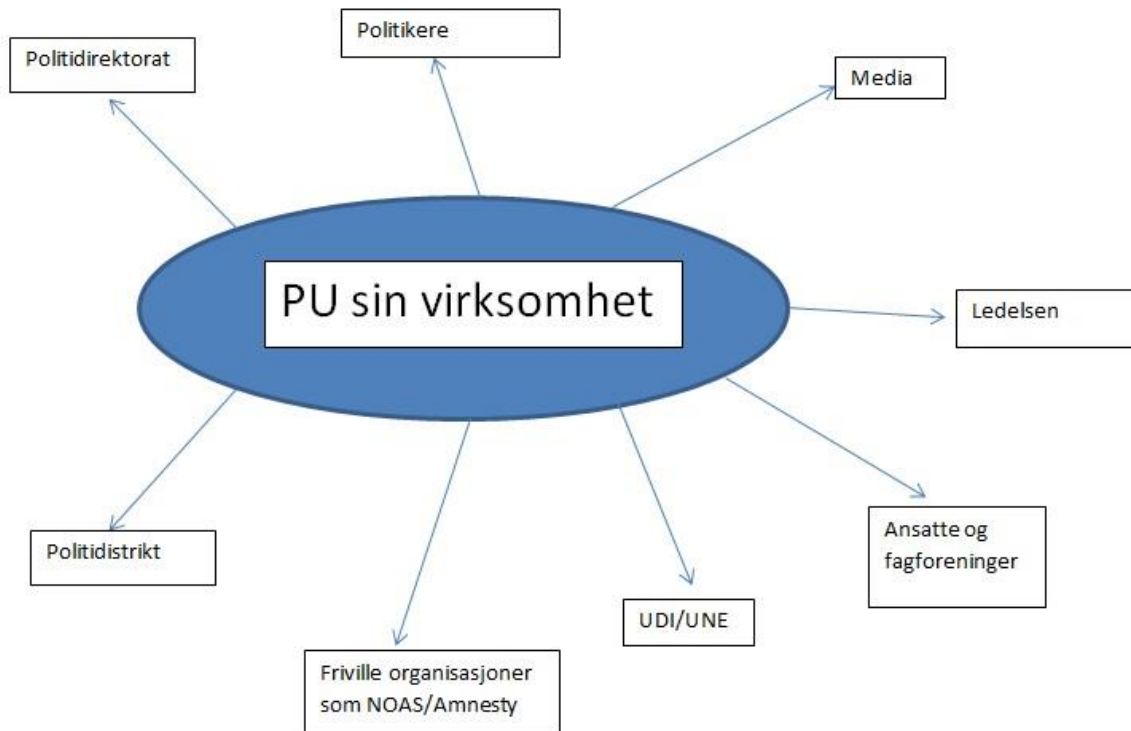 Politikere
Politidirektorat
Media
PU sin virksomhet
Ledelsen
Ansatte og
fagforeninger
Politidistrikt
UDI/UNE
Friville organisasjoner
som NOAS/Amnesty